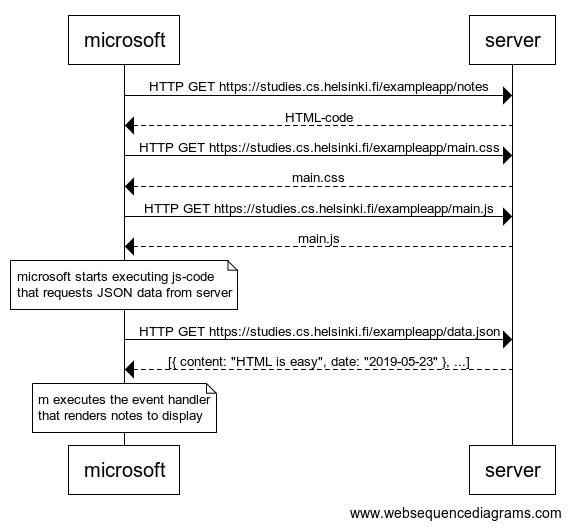 microsoft server
HTTP GET https://studies.cs.helsinki.fi/exampleapp/notes
HTML-code
HTTP GET https://studies.cs.helsinki.fi/exampleapp/main.css
main.css
HTTP GET https://studies.cs.helsinki.fi/exampleapp/main.js
main.js
microsoft starts executing js-code
that requests JSON data from server
HTTP GET https://studies.cs.helsinki.fi/exampleapp/data.json
[{ content: "HTML is easy", date: "2019-05-23" }, ...]
m executes the event handler
that renders notes to display
microsoft server
www.websequencediagrams.com